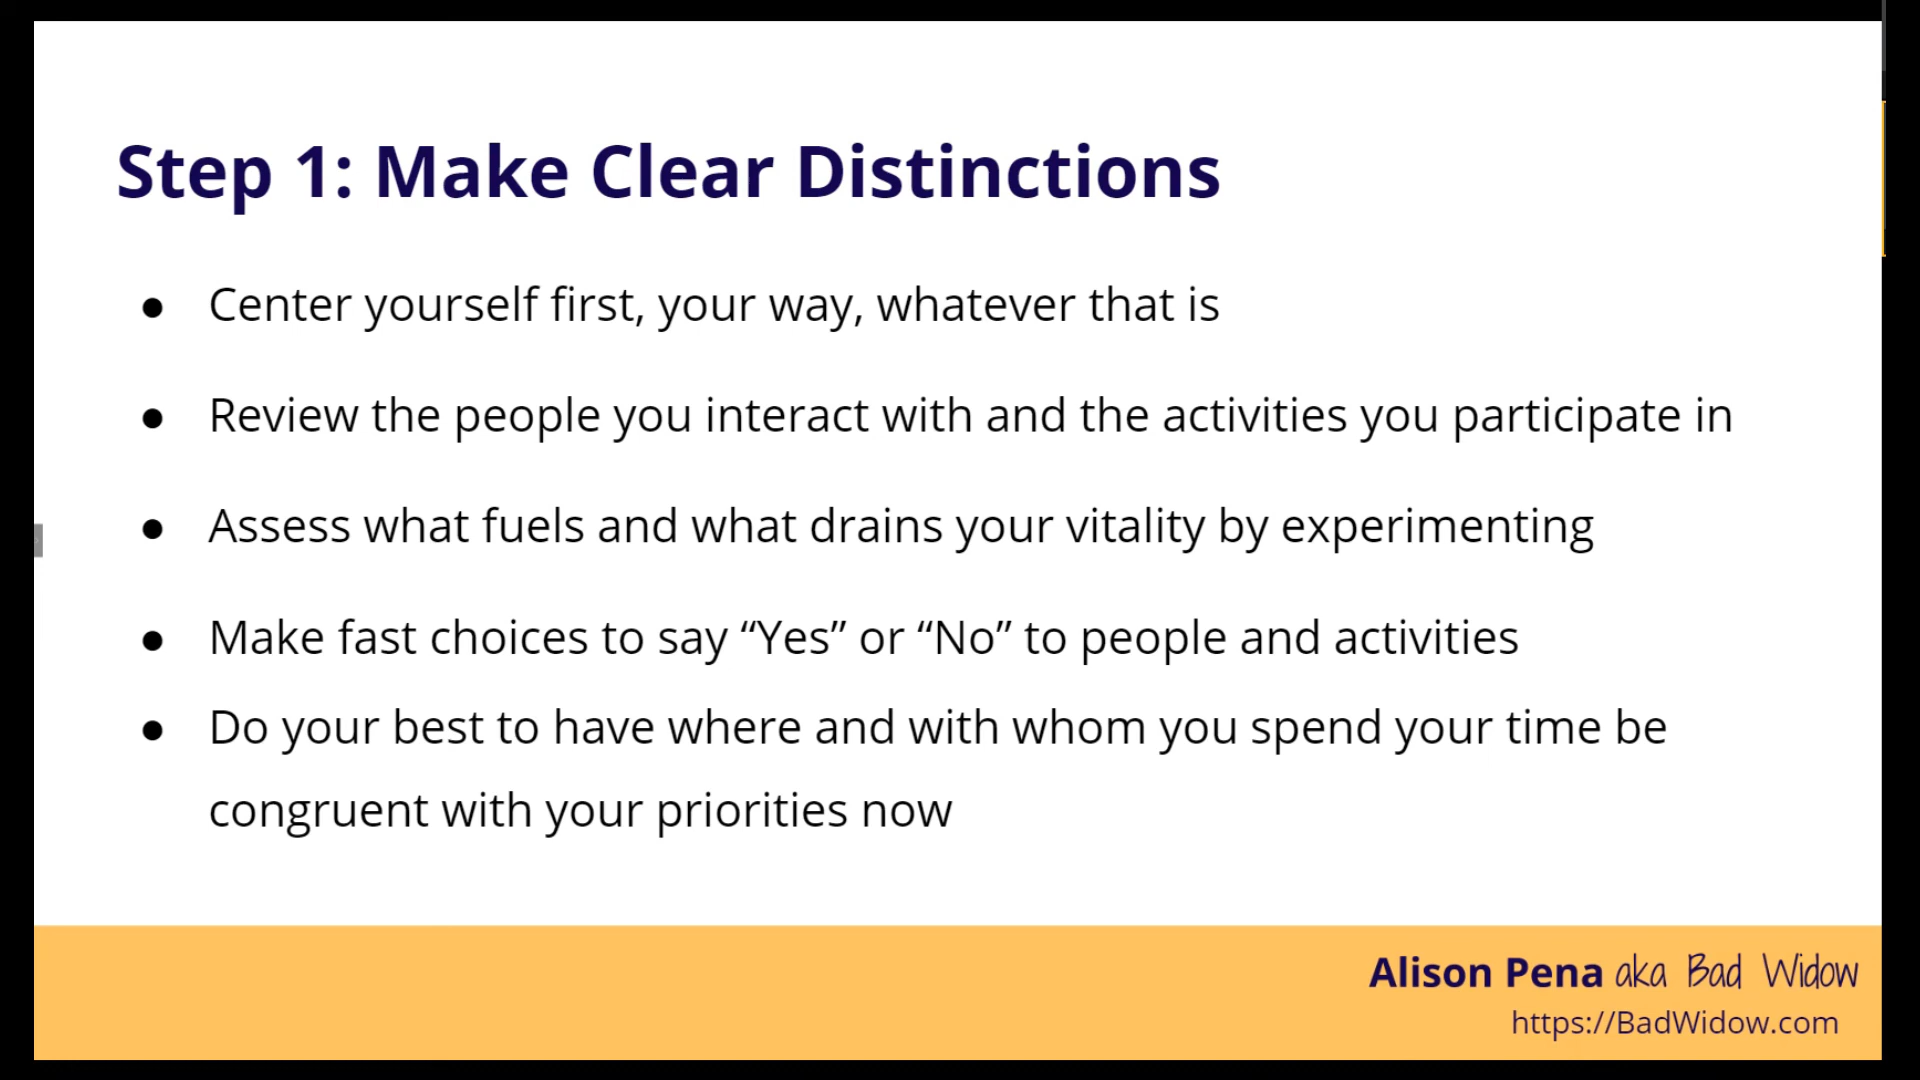 Step 1: Make Clear Distinctions
● Center yourself first, your way, whatever that is
● Review the people you interact with and the activities you participate in
● Assess what fuels and what drains your vitality by experimenting
● Make fast choices to say “Yes” or “No” to people and activities
● Do your best to have where and with whom you spend your time be
congruent with your priorities now
Alison Pena aka Bad Widow
https://BadWidow.com